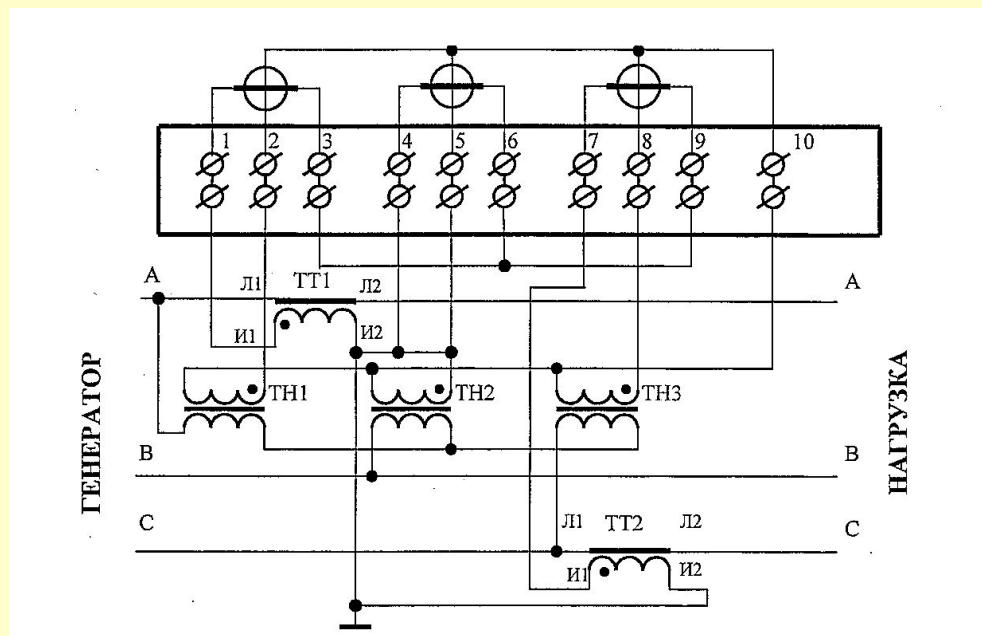 1 2 3 4 5 6 7 8 9 10
А Л1 ТТ1 Л2 А
И1 И2
ТН1 ТН2 ТН3
ГЕНЕРАТОР
НАГРУЗКА
В В
С Л1 ТТ2 Л2 С
И1 И2